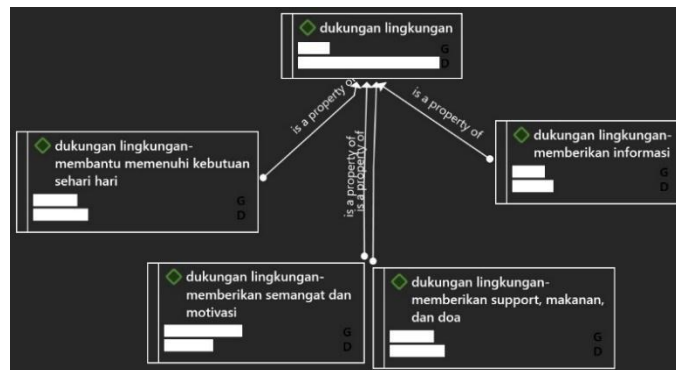 dukungan lingkungan
G
D
is a property of
is a property of
is a property of
is a property of
dukungan lingkungan-
membantu memenuhi kebutuan
sehari hari
G
D
dukungan lingkungan-
memberikan informasi
G
D
dukungan lingkungan-
memberikan semangat dan
motivasi
G
D
dukungan lingkungan-
memberikan support, makanan,
dan doa
G
D